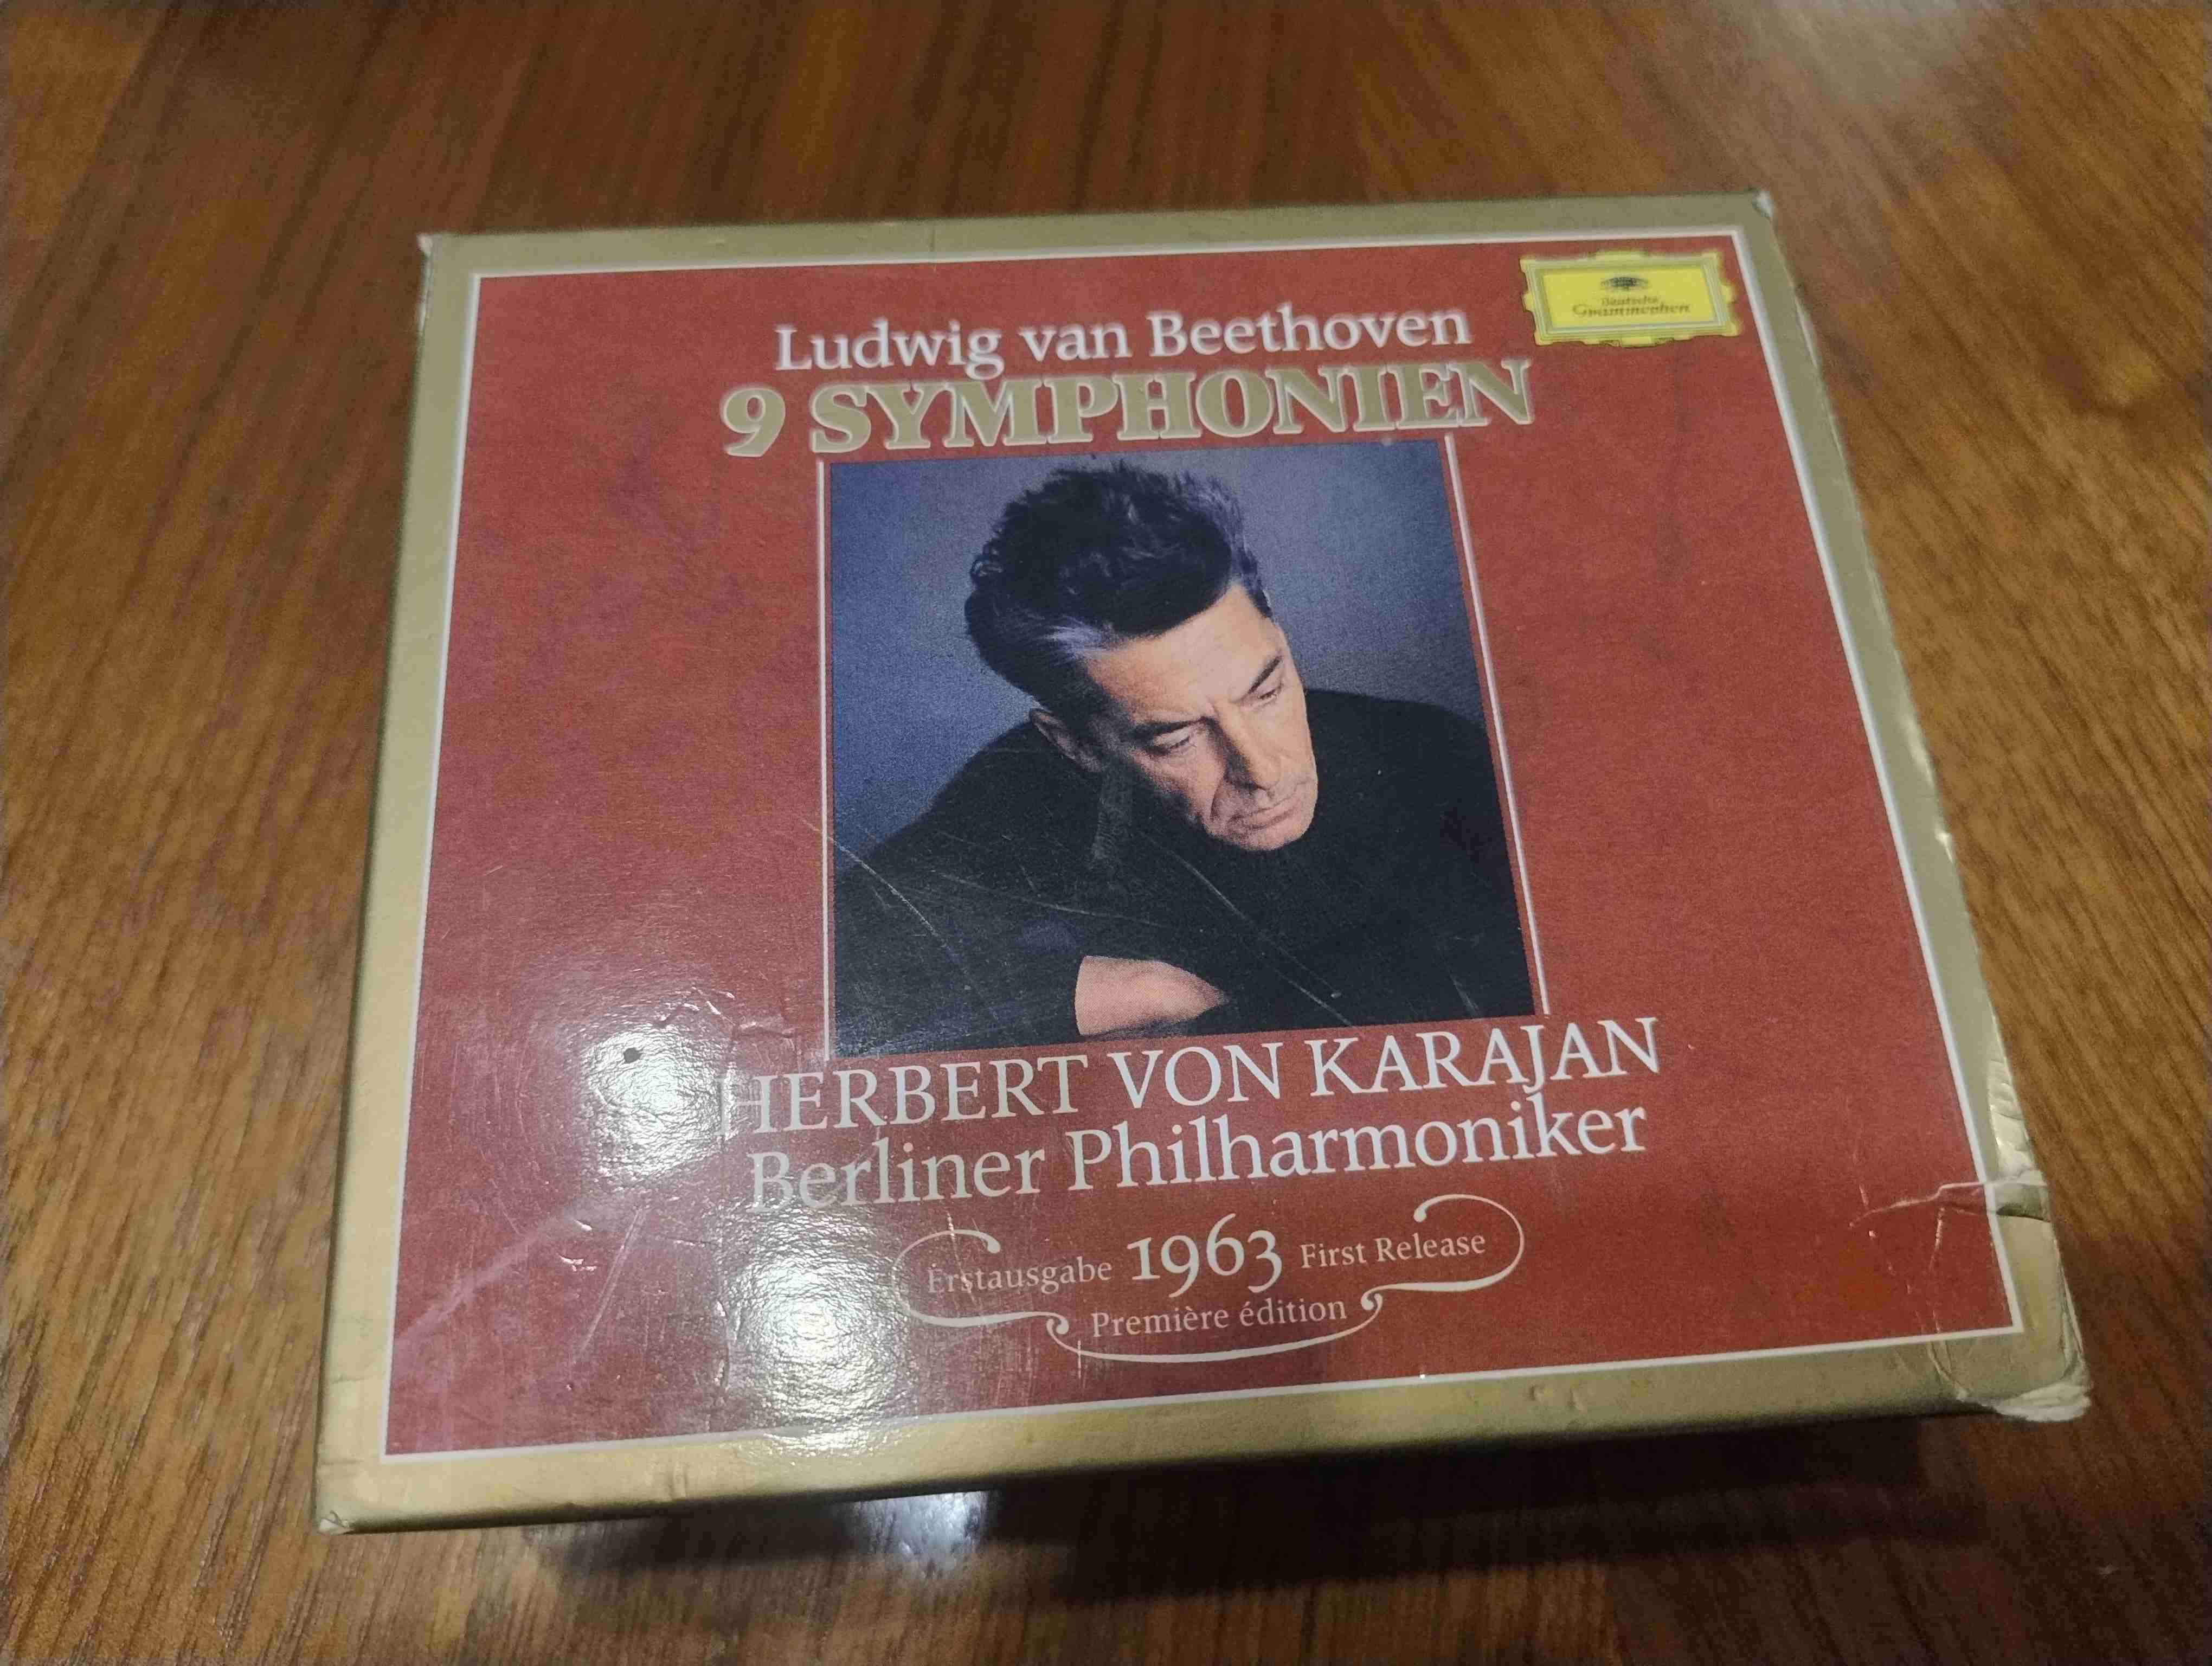 Deutsche
Grammophon
Ludwig van Beethoven
9 SYMPHONIEN
HERBERT VON KARAJAN
Berliner Philharmoniker
Erstausgabe 1963 First Release
Première édition